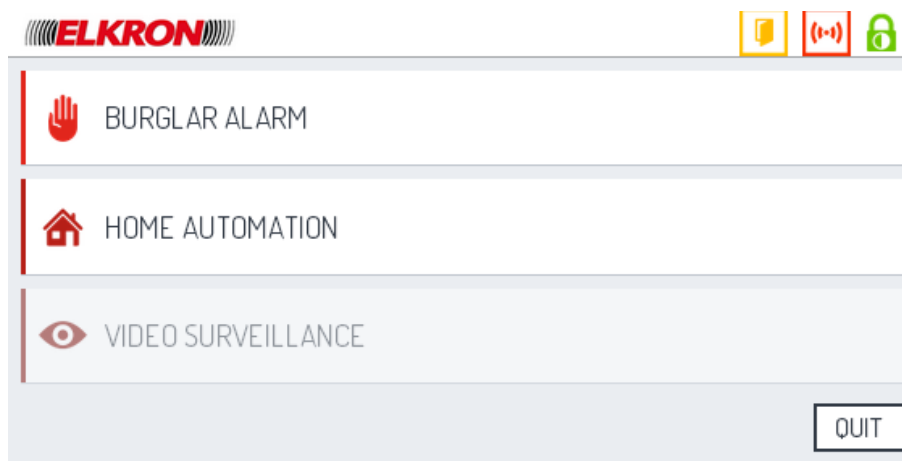 ELKRON
BURGLAR ALARM
HOME AUTOMATION
VIDEO SURVEILLANCE
QUIT